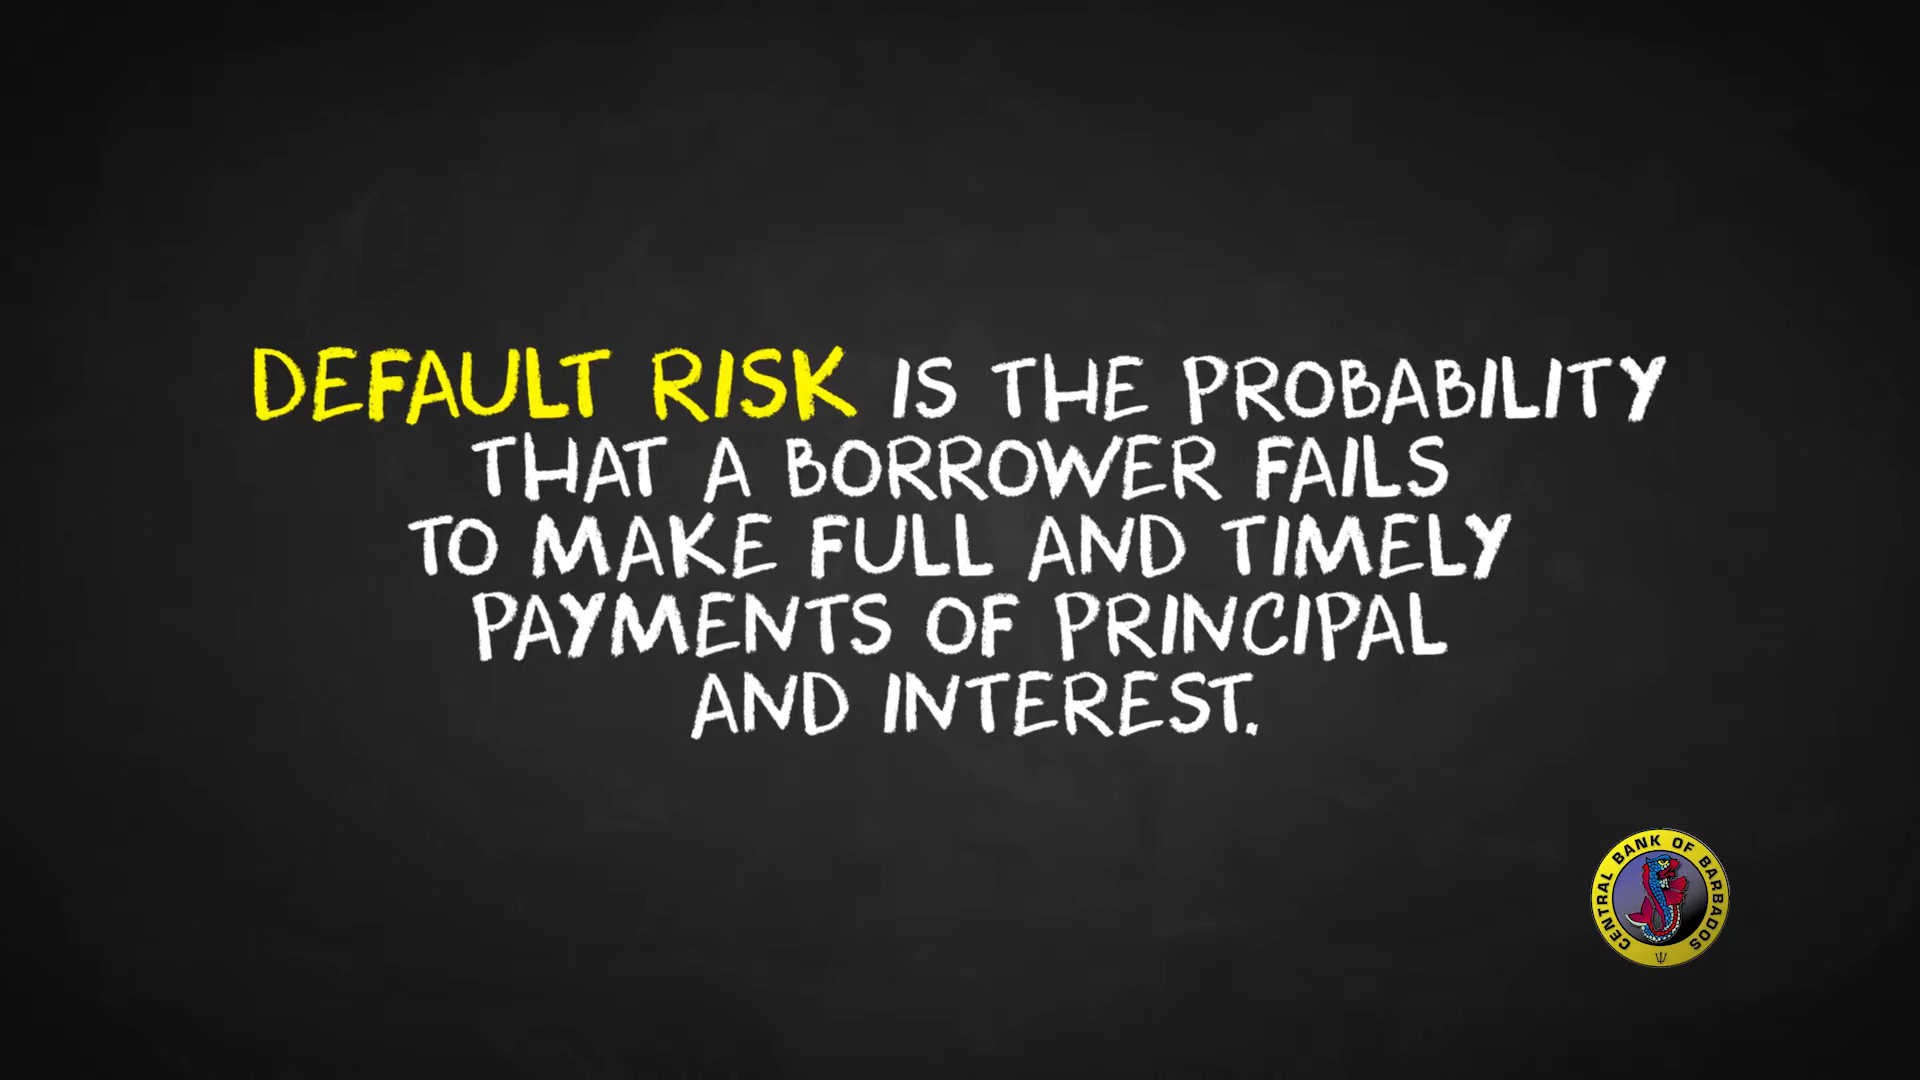 DEFAULT RISK IS THE PROBABILITY
THAT A BORROWER FAILS
TO MAKE FULL AND TIMELY
PAYMENTS OF PRINCIPAL
AND INTEREST.
CENTRAL BANK OF BARBADOS